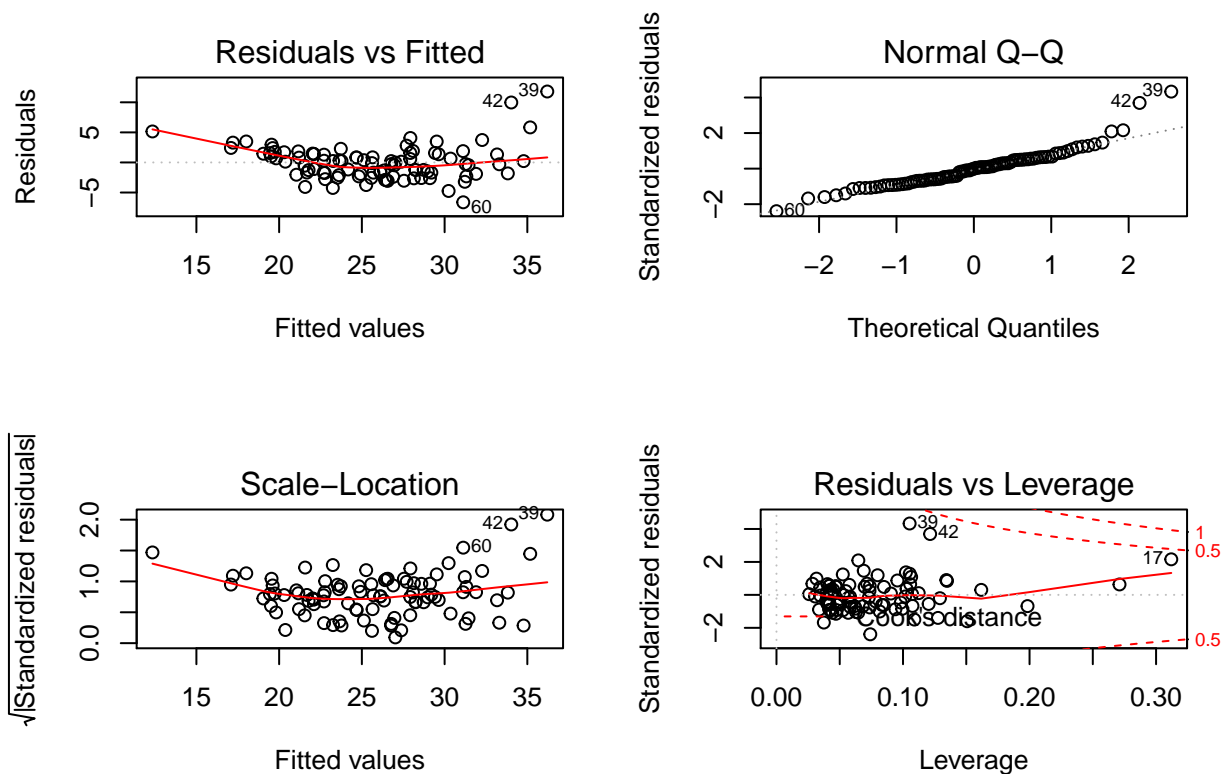 Residuals vs Fitted
Residuals
5
−5
42
39
60
15 20 25 30 35
Fitted values
Normal Q−Q
Standardized residuals
2
−2
42
39
60
−2 −1 0 1 2
Theoretical Quantiles
Scale−Location
√|Standardized residuals|
2.0
1.0
0.0
42
39
60
15 20 25 30 35
Fitted values
Residuals vs Leverage
Standardized residuals
2
−2
39
42
17
1
0.5
0.5
Cook's distance
0.00 0.10 0.20 0.30
Leverage